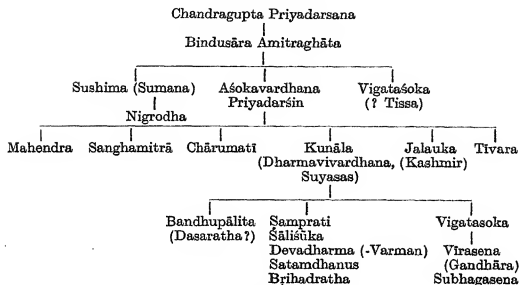 Chandragupta Priyadarsana
Bindusāra Amitraghāta
Sushima (Sumana) Aśokavardhana Vigataśoka
Priyadarśin (? Tissa)
Nigrodha
Mahendra Sanghamitrā Chārumatī Kunāla Jalauka Tīvara
(Dharmavivardhana, (Kashmir)
Suyasas)
Bandhupālita Samprati Vigatasoka
(Dasaratha?) Śāliśūka
Devadharma (-Varman) Vīrasena
Satamdhanus (Gandhāra)
Bṛihadratha Subhagasena